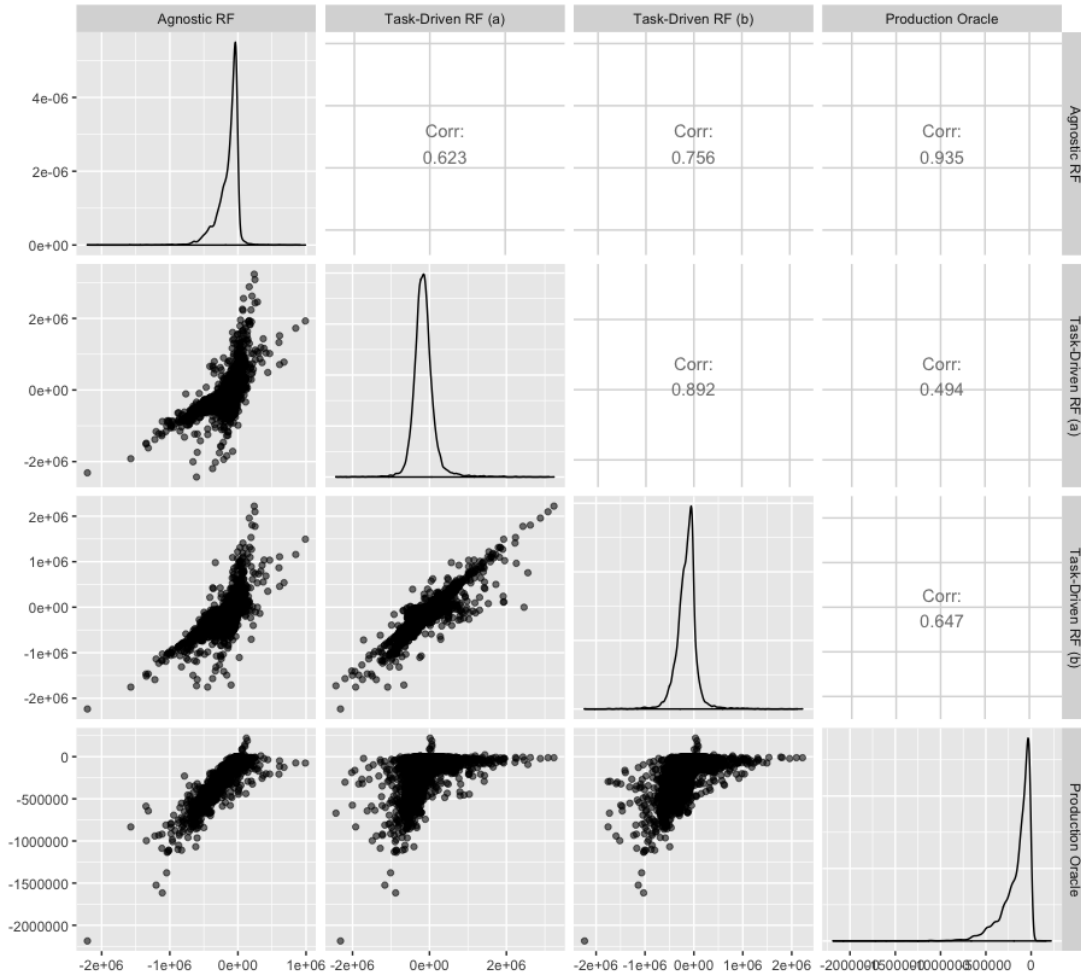 Agnostic RF
Task-Driven RF (a)
Task-Driven RF (b)
Production Oracle
4e-06
2e-06
0e+00
Corr:
0.623
Corr:
0.756
Corr:
0.935
Agnostic RF
2e+06
0e+00
-2e+06
Corr:
0.892
Corr:
0.494
Task-Driven RF (a)
2e+06
1e+06
0e+00
-1e+06
-2e+06
Corr:
0.647
Task-Driven RF (b)
0
-500000
-1000000
-1500000
-2000000
Production Oracle
-2e+06
-1e+06
0e+00
1e+06
-2e+06
0e+00
2e+06
-2e+06
-1e+06
0e+00
1e+06
2e+06
-2000000
-1500000
-1000000
-500000
0